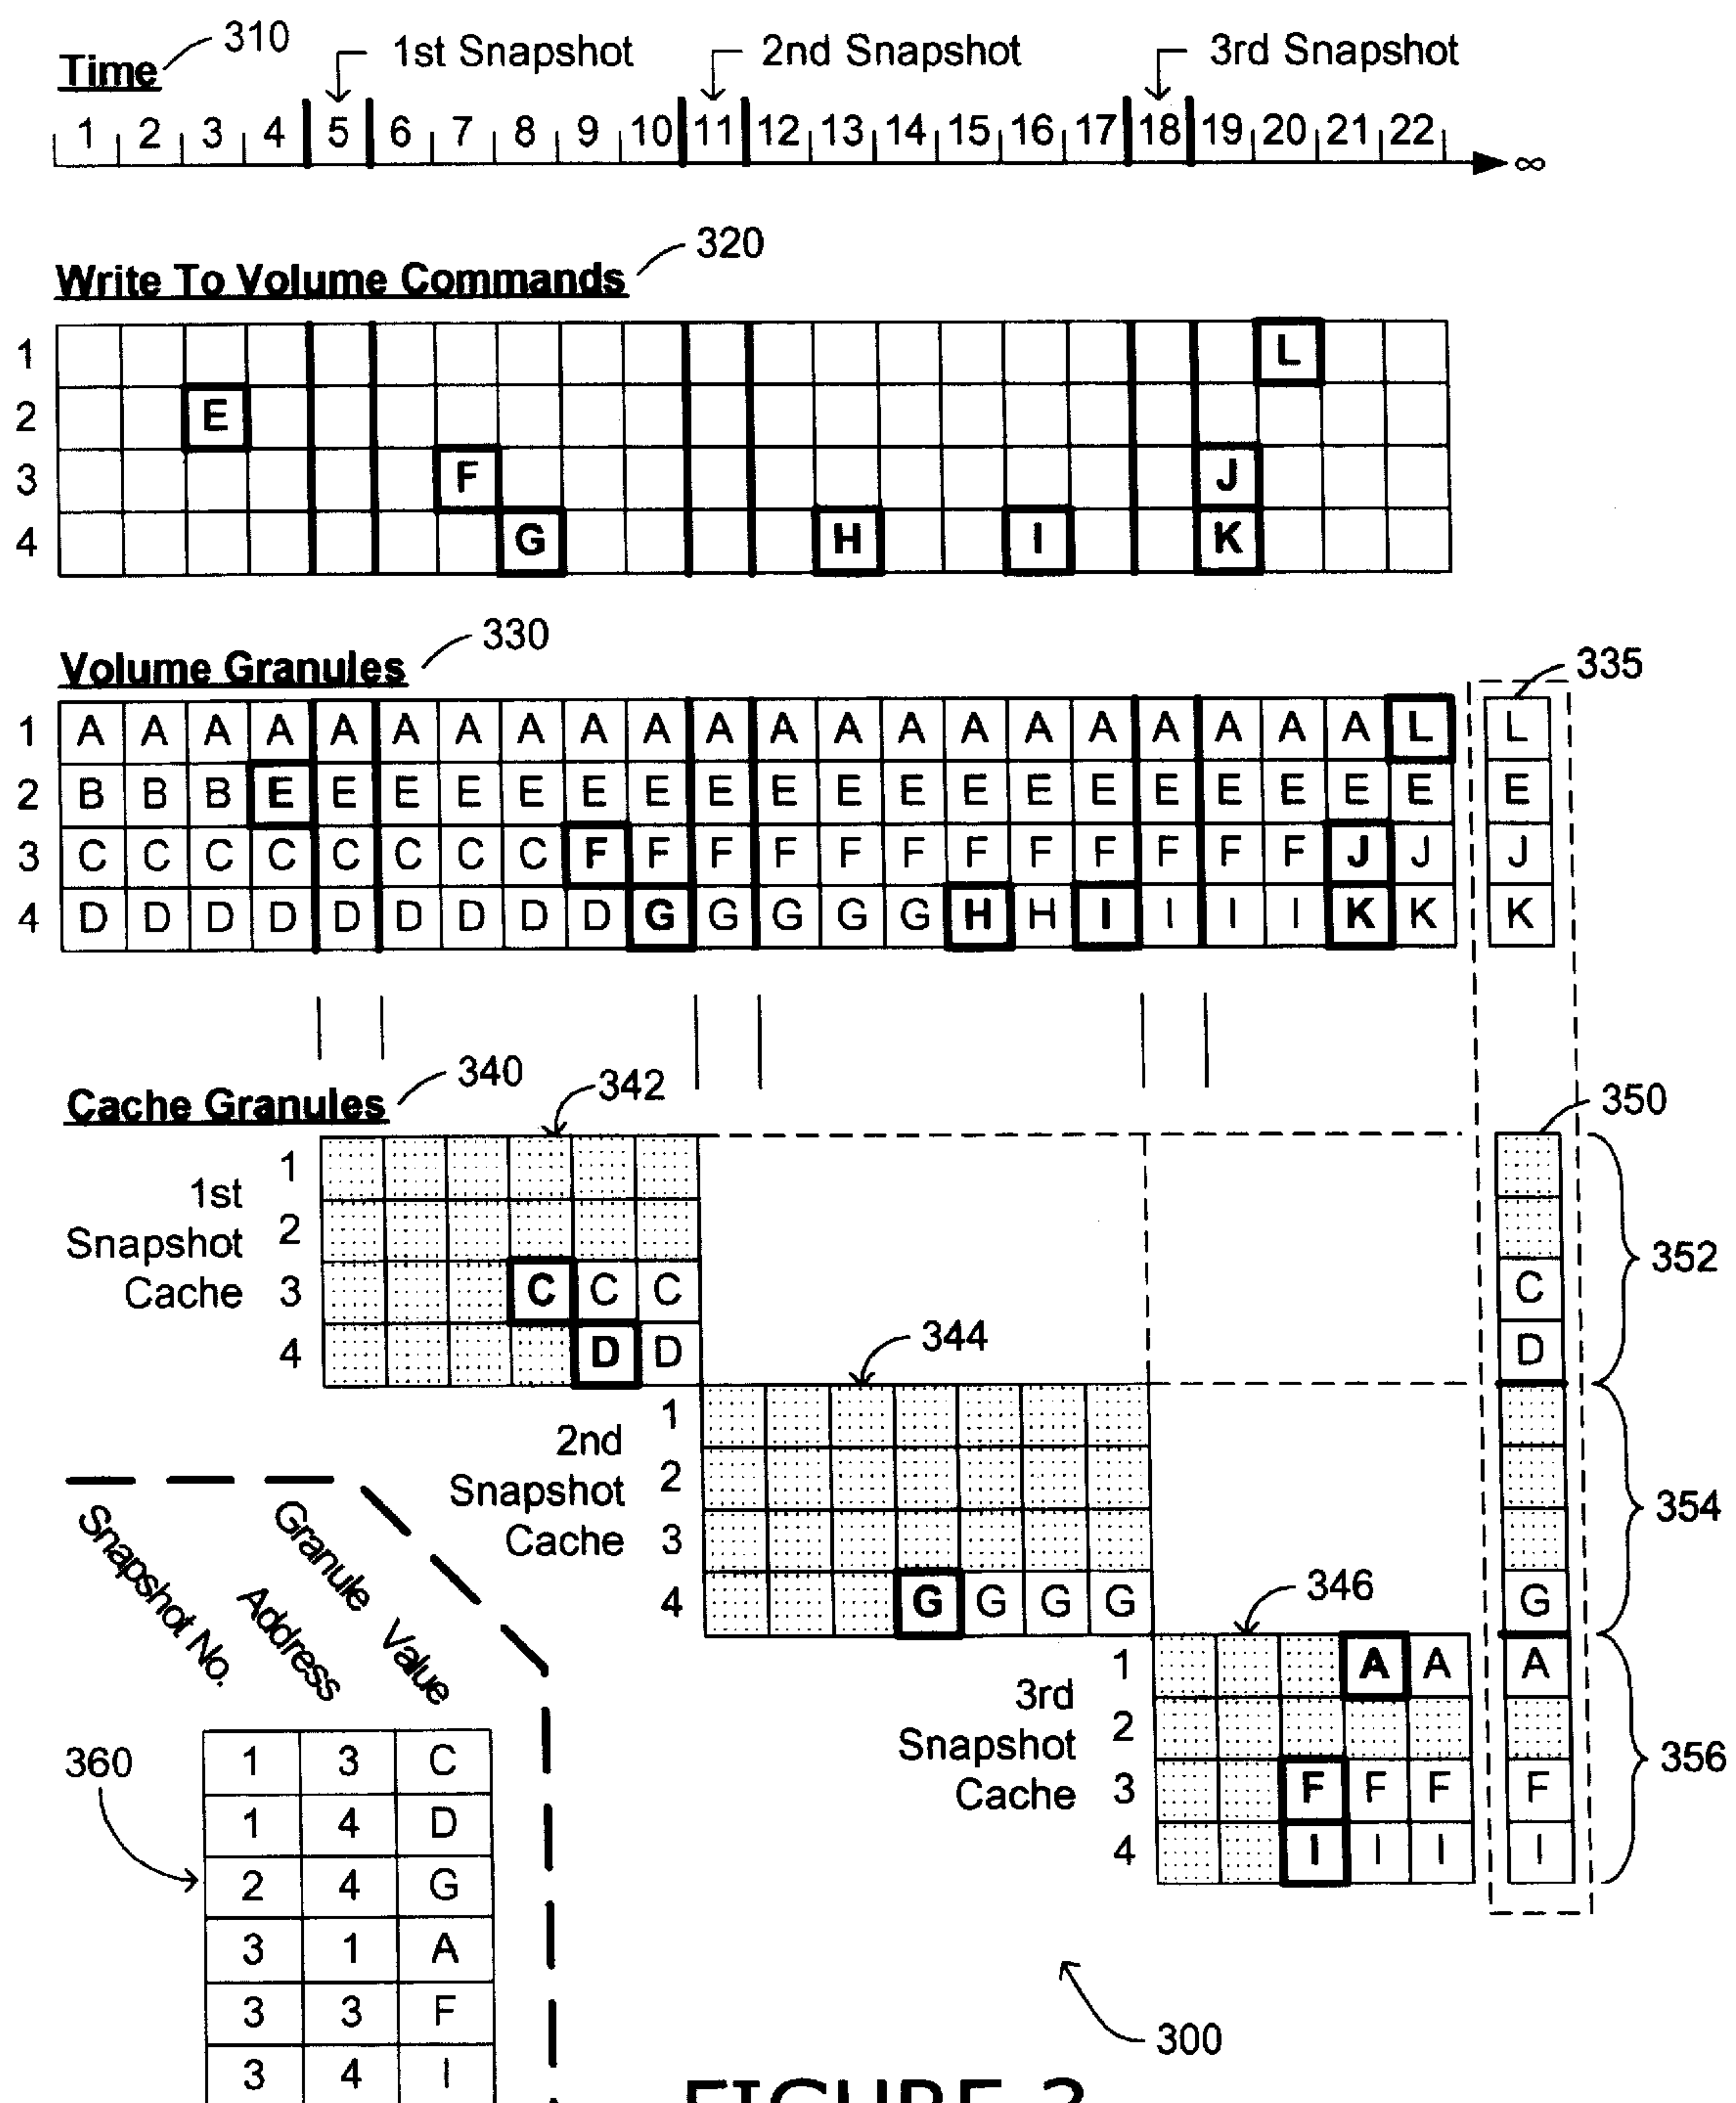 310
Time
1st Snapshot 2nd Snapshot 3rd Snapshot
1 2 3 4 5 6 7 8 9 10 11 12 13 14 15 16 17 18 19 20 21 22 ∞
320
Write To Volume Commands
1 L
2 E
3 F J
4 G H I K
330
Volume Granules
335
1 A A A A A A A A A A A A A A A A A A A A A L L
2 B B B E E E E E E E E E E E E E E E E E E E E
3 C C C C C C C C F F F F F F F F F F F F J J J
4 D D D D D D D D D G G G G G H H I I I I K K K
340
Cache Granules
342
350
1st Snapshot Cache
1
2
3 C C C C
4 D D D
352
344
2nd Snapshot Cache
1
2
3
4 G G G G G
354
346
3rd Snapshot Cache
1 A A A
2
3 F F F F
4 I I I I
356
Snapshot No.
Address
Granule Value
360
1 3 C
1 4 D
2 4 G
3 1 A
3 3 F
3 4 I
300
FIGURE 3